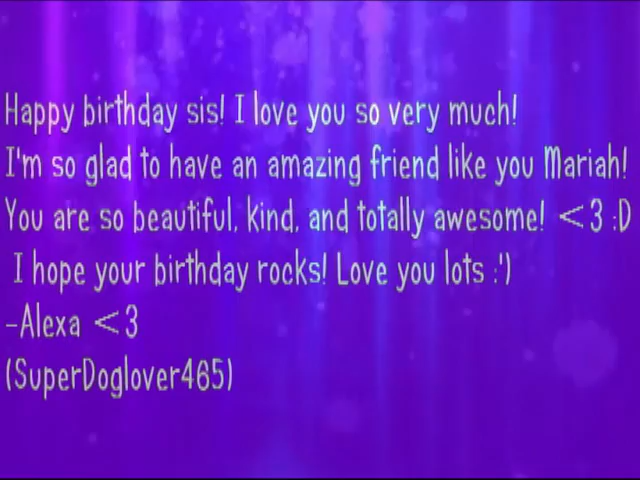 Happy birthday sis! I love you so very much!
I'm so glad to have an amazing friend like you Mariah!
You are so beautiful, kind, and totally awesome! <3 :D
I hope your birthday rocks! Love you lots :')
-Alexa <3
(SuperDoglover465)